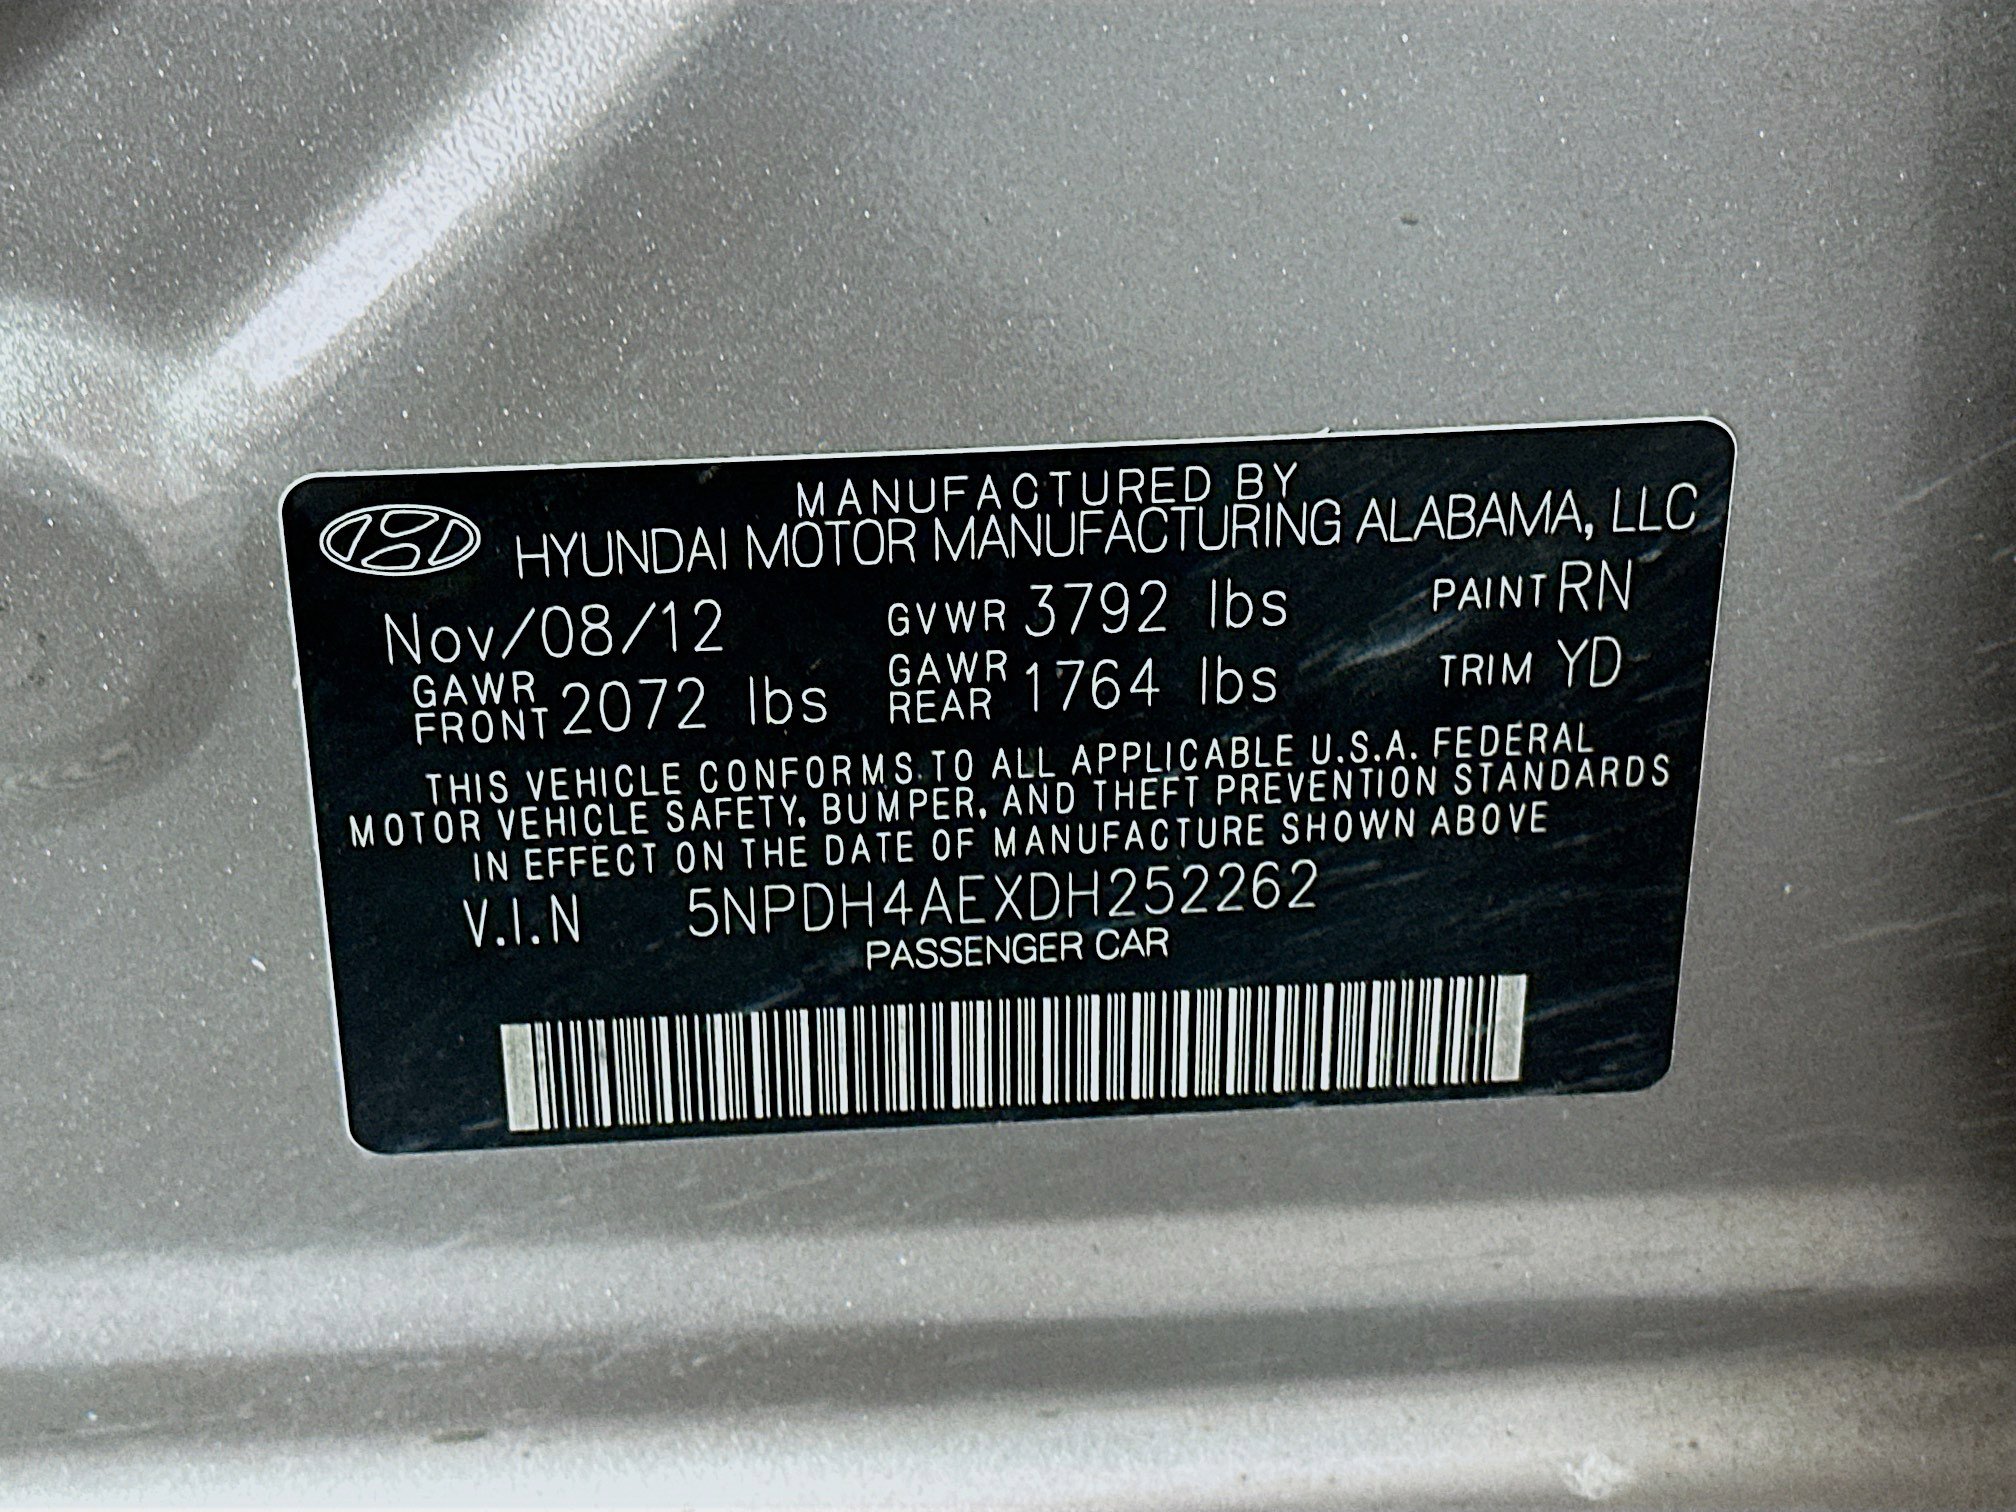 MANUFACTURED BY
HYUNDAI MOTOR MANUFACTURING ALABAMA, LLC
Nov/08/12 GVWR 3792 lbs PAINT RN
GAWR FRONT 2072 lbs GAWR REAR 1764 lbs TRIM YD
THIS VEHICLE CONFORMS TO ALL APPLICABLE U.S.A. FEDERAL
MOTOR VEHICLE SAFETY, BUMPER, AND THEFT PREVENTION STANDARDS
IN EFFECT ON THE DATE OF MANUFACTURE SHOWN ABOVE
V.I.N 5NPDH4AEXDH252262
PASSENGER CAR